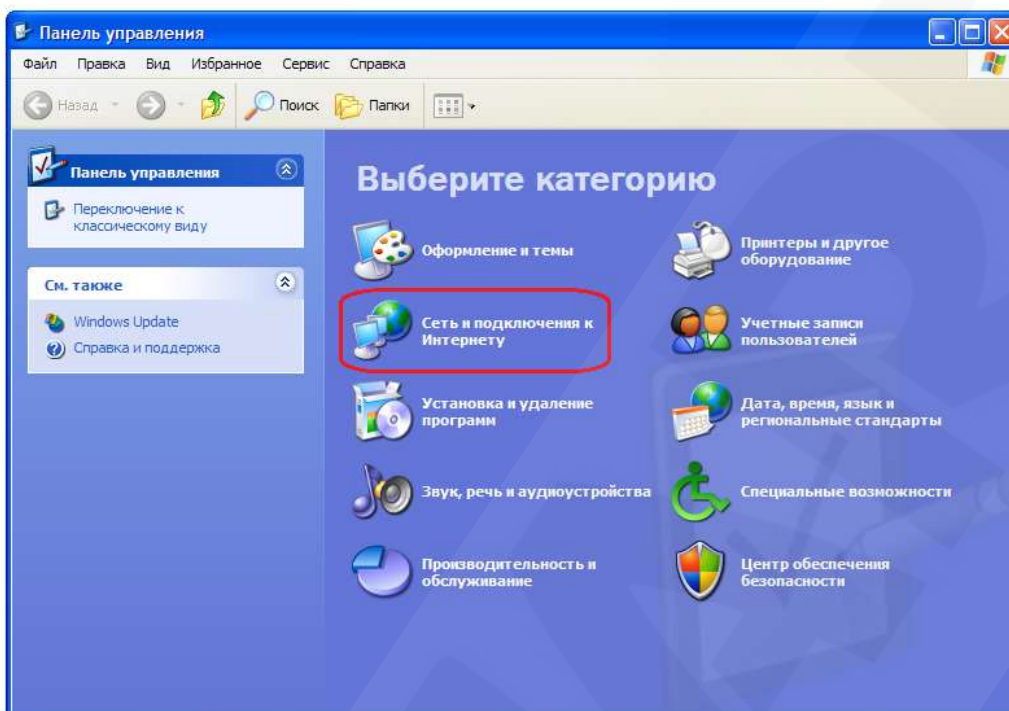 Панель управления
Файл Правка Вид Избранное Сервис Справка
Назад Поиск Папки
Панель управления
Переключение к
классическому виду
См. также
Windows Update
Справка и поддержка
Выберите категорию
Оформление и темы
Принтеры и другое
оборудование
Сеть и подключения к
Интернету
Учетные записи
пользователей
Установка и удаление
программ
Дата, время, язык и
региональные стандарты
Звук, речь и аудиоустройства
Специальные возможности
Производительность и
обслуживание
Центр обеспечения
безопасности